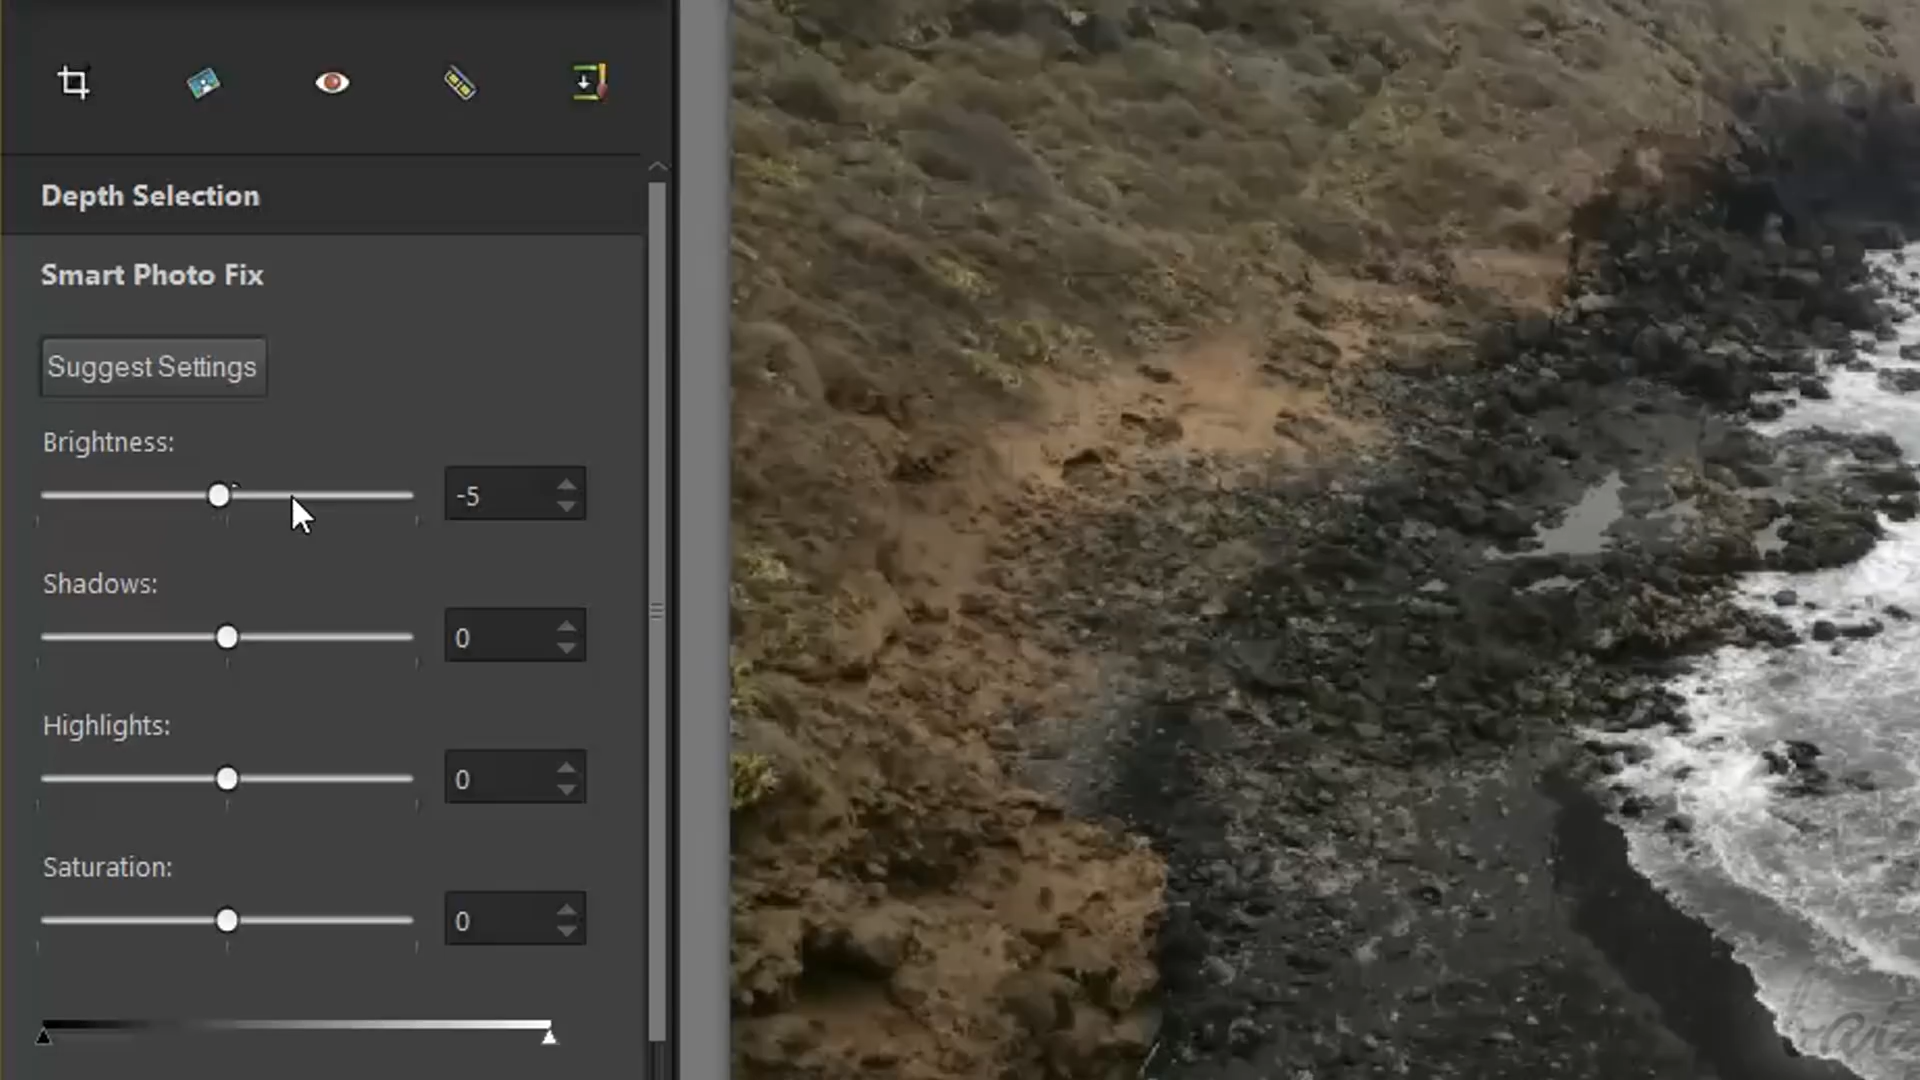 Depth Selection
Smart Photo Fix
Suggest Settings
Brightness:
-5
Shadows:
0
Highlights:
0
Saturation:
0